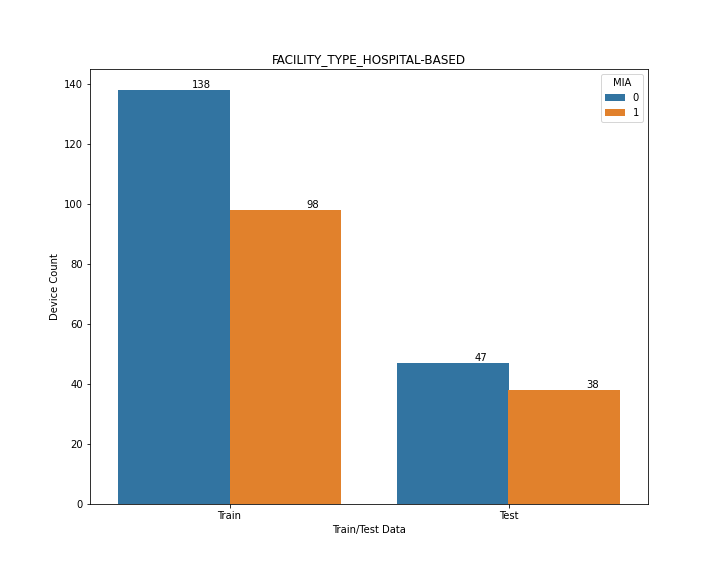 FACILITY_TYPE_HOSPITAL-BASED
MIA
0
1
138
98
47
38
140
120
100
80
60
40
20
0
Device Count
Train
Test
Train/Test Data